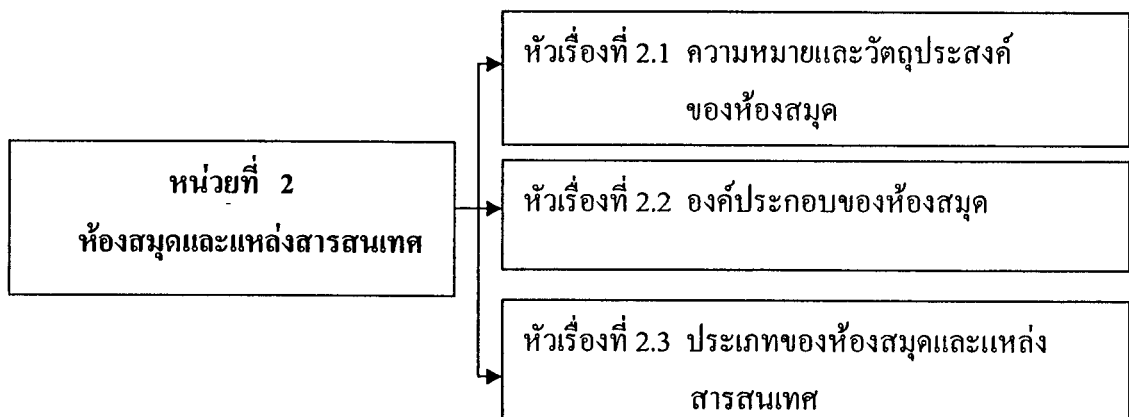 หน่วยที่ 2
ห้องสมุดและแหล่งสารสนเทศ
หัวเรื่องที่ 2.1 ความหมายและวัตถุประสงค์
ของห้องสมุด
หัวเรื่องที่ 2.2 องค์ประกอบของห้องสมุด
หัวเรื่องที่ 2.3 ประเภทของห้องสมุดและแหล่ง
สารสนเทศ